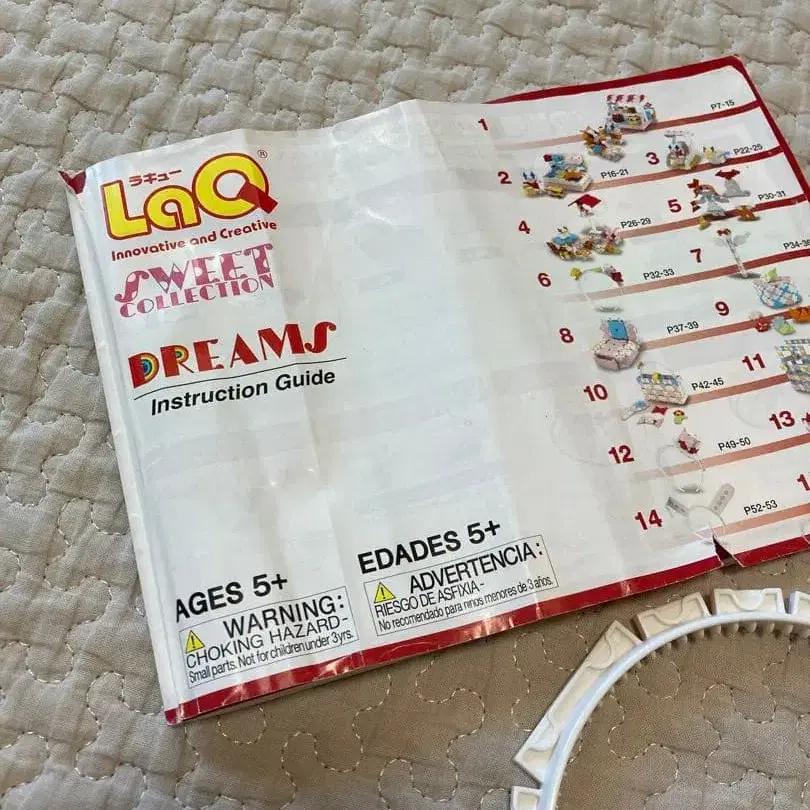 ラキュー
LaQ®
Innovative and Creative
SWEET
COLLECTION
DREAMS
Instruction Guide
AGES 5+
WARNING:
CHOKING HAZARD-
Small parts. Not for children under 3yrs.
EDADES 5+
ADVERTENCIA:
RIESGO DE ASFIXIA-
No recomendado para niños menores de 3 años.
1 P7-15
2 P16-21
3 P22-25
4 P26-29
5 P30-31
6 P32-33
7
8 P37-39
9
10 P42-45
11
12 P49-50
13
14 P52-53